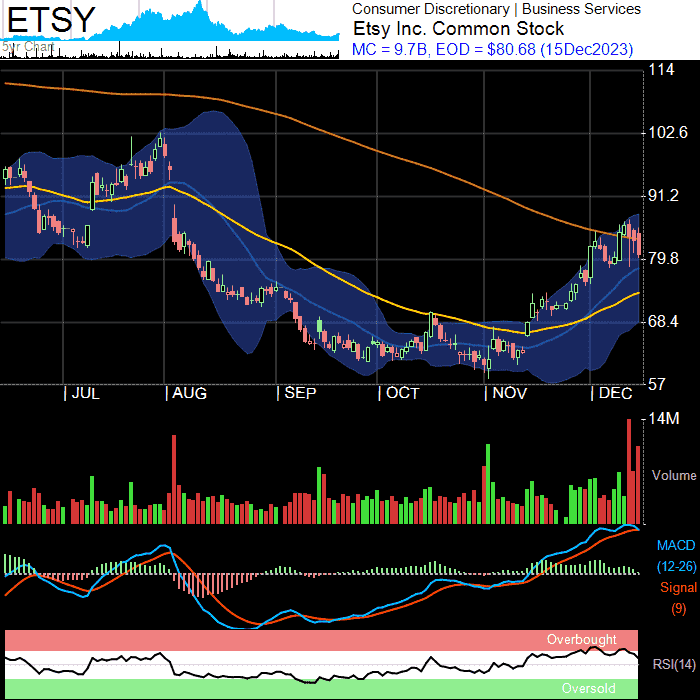 ETSY
5yr Chart
Consumer Discretionary | Business Services
Etsy Inc. Common Stock
MC = 9.7B, EOD = $80.68 (15Dec2023)
114
102.6
91.2
79.8
68.4
57
| JUL | AUG | SEP | OCT | NOV | DEC
14M
Volume
MACD
(12-26)
Signal
(9)
Overbought
RSI(14)
Oversold